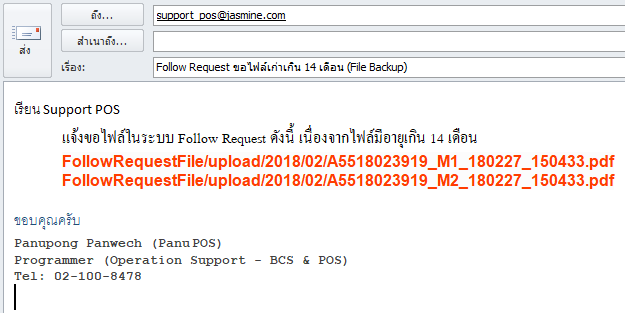 ถึง...
support_pos@jasmine.com
ส่ง
สำเนาถึง...
เรื่อง:
Follow Request ขอไฟล์เก่าเกิน 14 เดือน (File Backup)
เรียน Support POS
แจ้งขอไฟล์ในระบบ Follow Request ดังนี้ เนื่องจากไฟล์มีอายุเกิน 14 เดือน
FollowRequestFile/upload/2018/02/A5518023919_M1_180227_150433.pdf
FollowRequestFile/upload/2018/02/A5518023919_M2_180227_150433.pdf
ขอบคุณครับ
Panupong Panwech (Panu POS)
Programmer (Operation Support - BCS & POS)
Tel: 02-100-8478